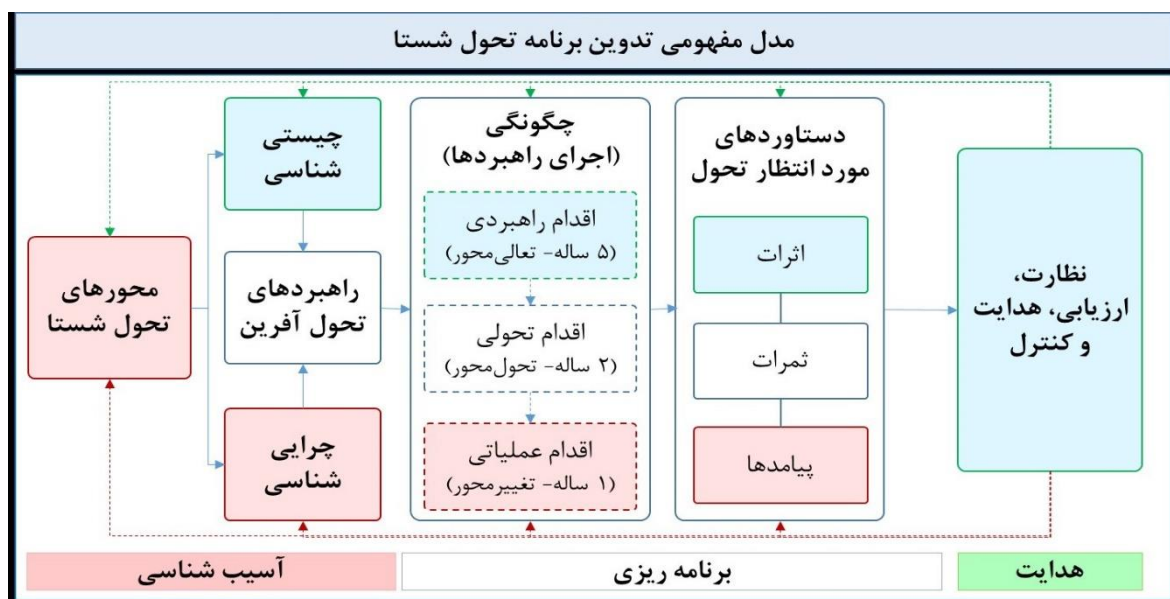 مدل مفهومی تدوین برنامه تحول شستا
محورهای
تحول شستا
چیستی
شناسی
راهبردهای
تحول آفرین
چرایی
شناسی
چگونگی
(اجرای راهبردها)
اقدام راهبردی
(۵ ساله- تعالی‌محور)
اقدام تحولی
(۲ ساله- تحول‌محور)
اقدام عملیاتی
(۱ ساله- تغییرمحور)
دستاوردهای
مورد انتظار تحول
اثرات
ثمرات
پیامدها
نظارت،
ارزیابی، هدایت
و کنترل
آسیب شناسی
برنامه ریزی
هدایت